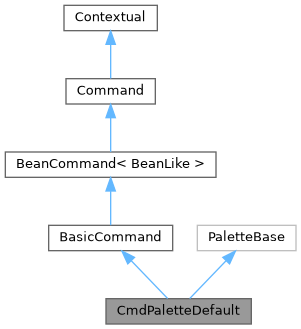 Contextual
Command
BeanCommand< BeanLike >
BasicCommand
PaletteBase
CmdPaletteDefault